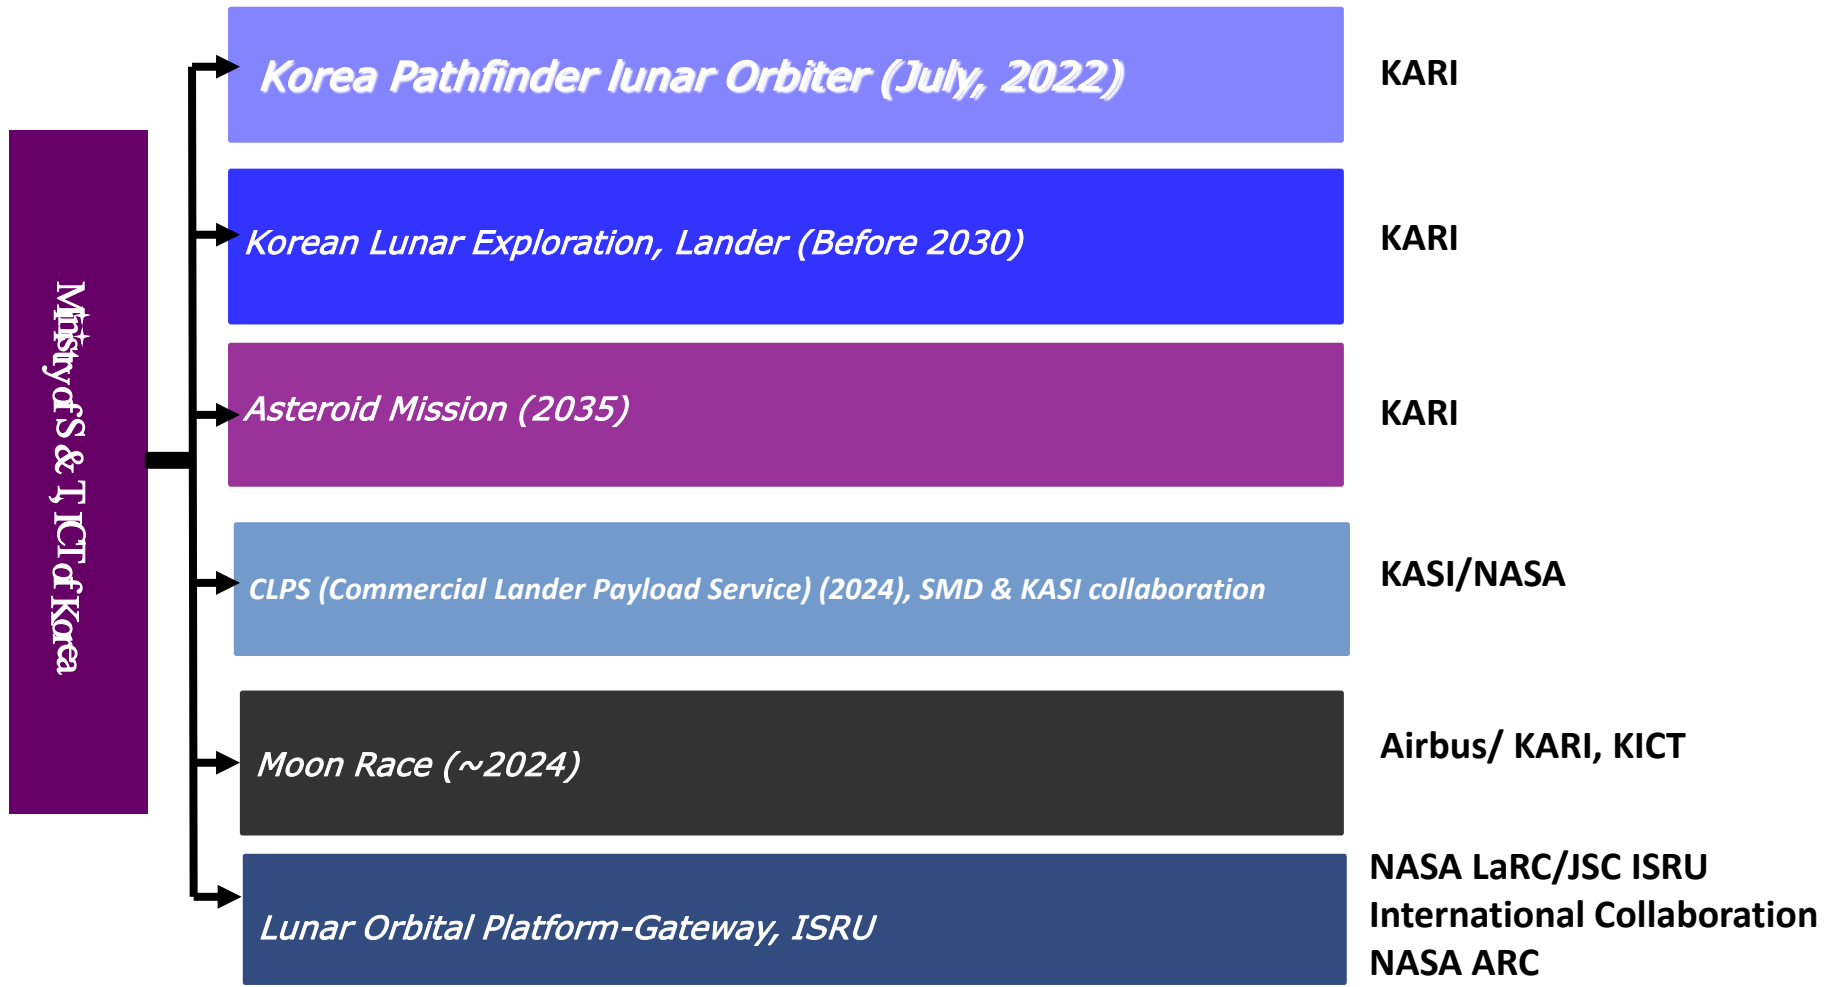 Ministry of S & T, ICT of Korea
Korea Pathfinder lunar Orbiter (July, 2022)
KARI
Korean Lunar Exploration, Lander (Before 2030)
KARI
Asteroid Mission (2035)
KARI
CLPS (Commercial Lander Payload Service) (2024), SMD & KASI collaboration
KASI/NASA
Moon Race (~2024)
Airbus/ KARI, KICT
Lunar Orbital Platform-Gateway, ISRU
NASA LaRC/JSC ISRU
International Collaboration
NASA ARC